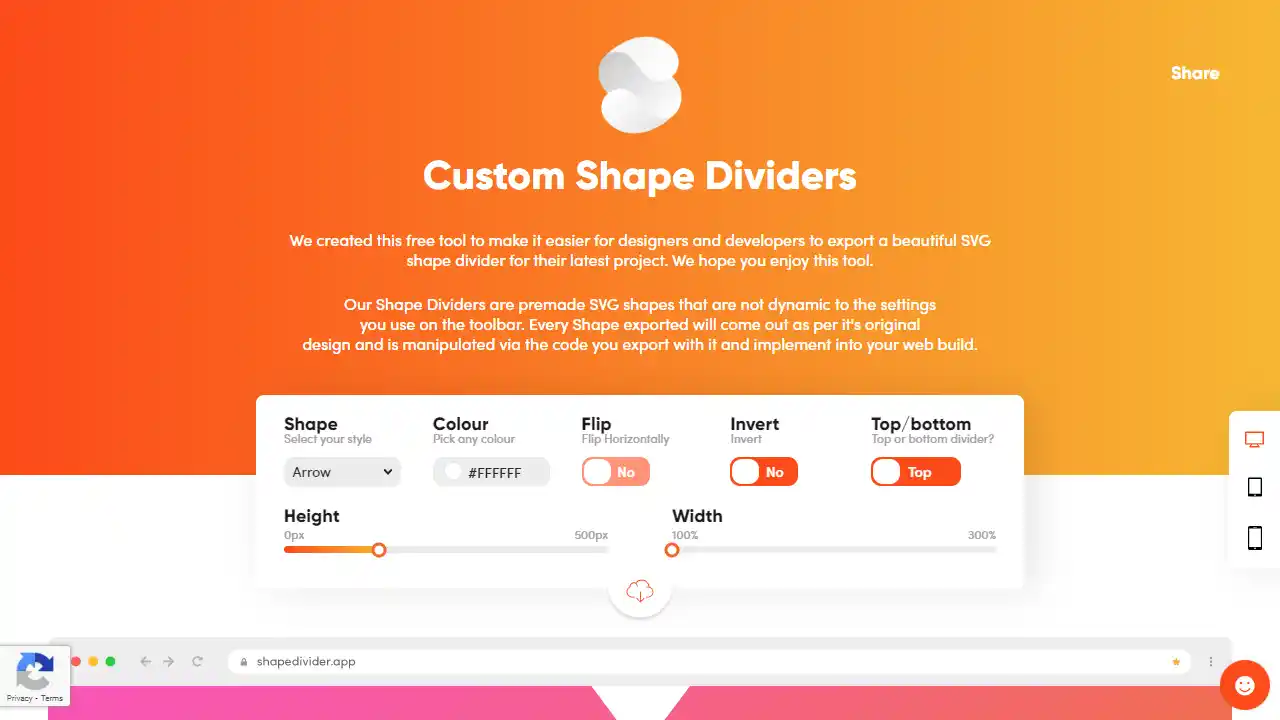 Share
Custom Shape Dividers
We created this free tool to make it easier for designers and developers to export a beautiful SVG
shape divider for their latest project. We hope you enjoy this tool.
Our Shape Dividers are premade SVG shapes that are not dynamic to the settings
you use on the toolbar. Every Shape exported will come out as per it's original
design and is manipulated via the code you export with it and implement into your web build.
Shape
Select your style
Arrow
Colour
Pick any colour
#FFFFFF
Flip
Flip Horizontally
No
Invert
Invert
No
Top/bottom
Top or bottom divider?
Top
Height
0px 500px
Width
100% 300%
shapedivider.app
Privacy - Terms